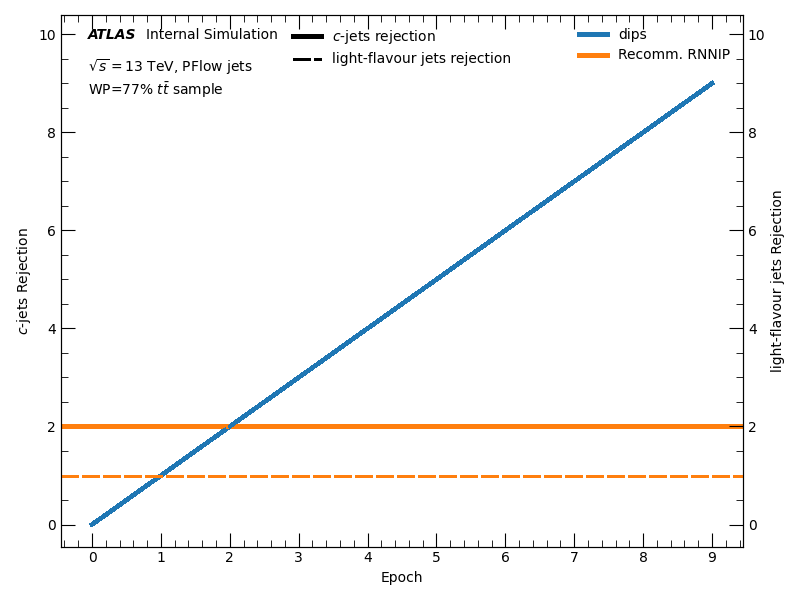 ATLAS Internal Simulation
√s = 13 TeV, PFlow jets
WP=77% tt̄ sample
c-jets rejection
light-flavour jets rejection
dips
Recomm. RNNIP
c-jets Rejection
10
8
6
4
2
0
10
8
6
4
2
0
light-flavour jets Rejection
0 1 2 3 4 5 6 7 8 9
Epoch